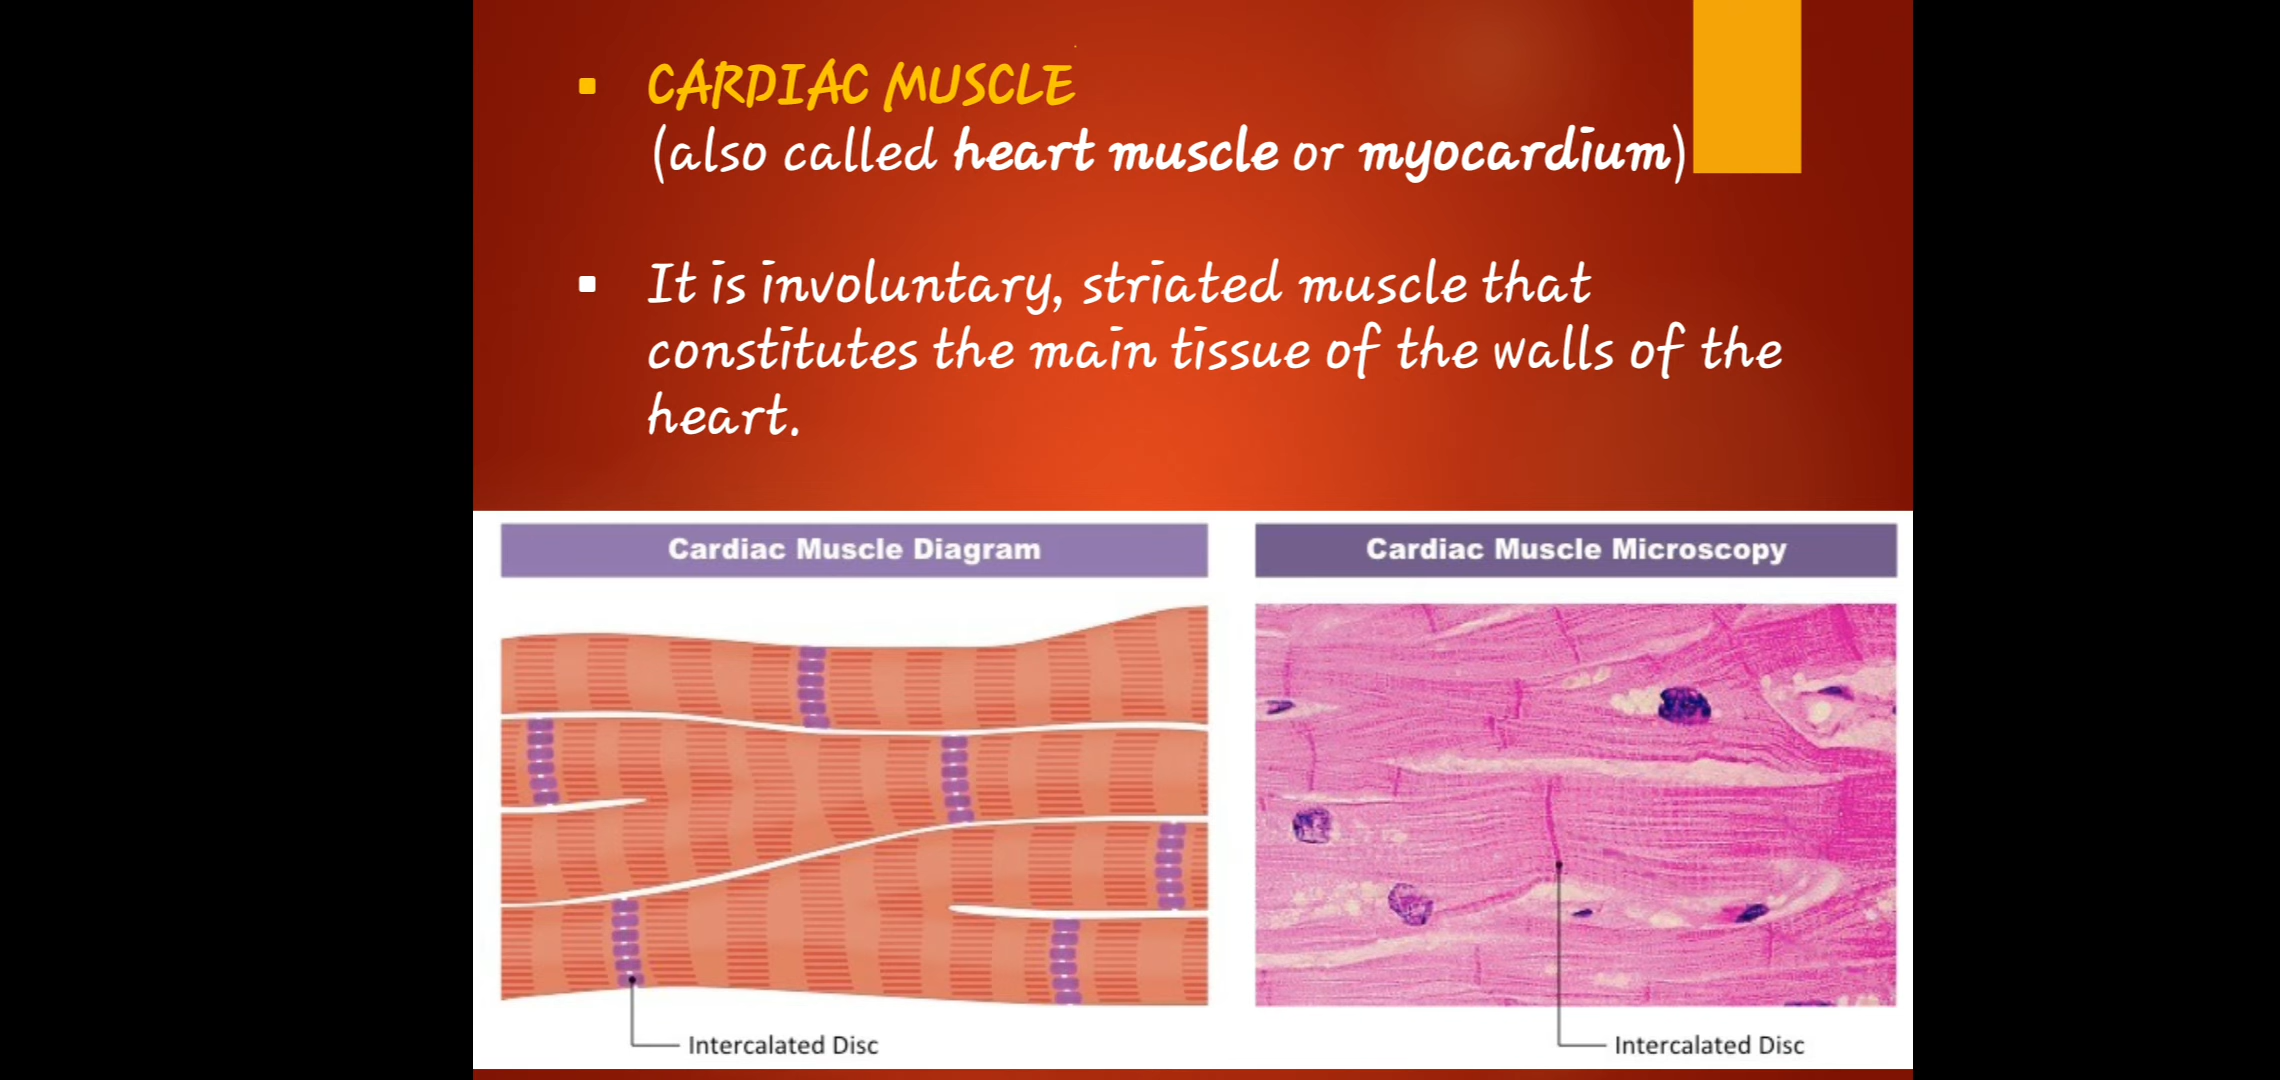 CARDIAC MUSCLE
(also called heart muscle or myocardium)
It is involuntary, striated muscle that
constitutes the main tissue of the walls of the
heart.
Cardiac Muscle Diagram
Cardiac Muscle Microscopy
Intercalated Disc
Intercalated Disc